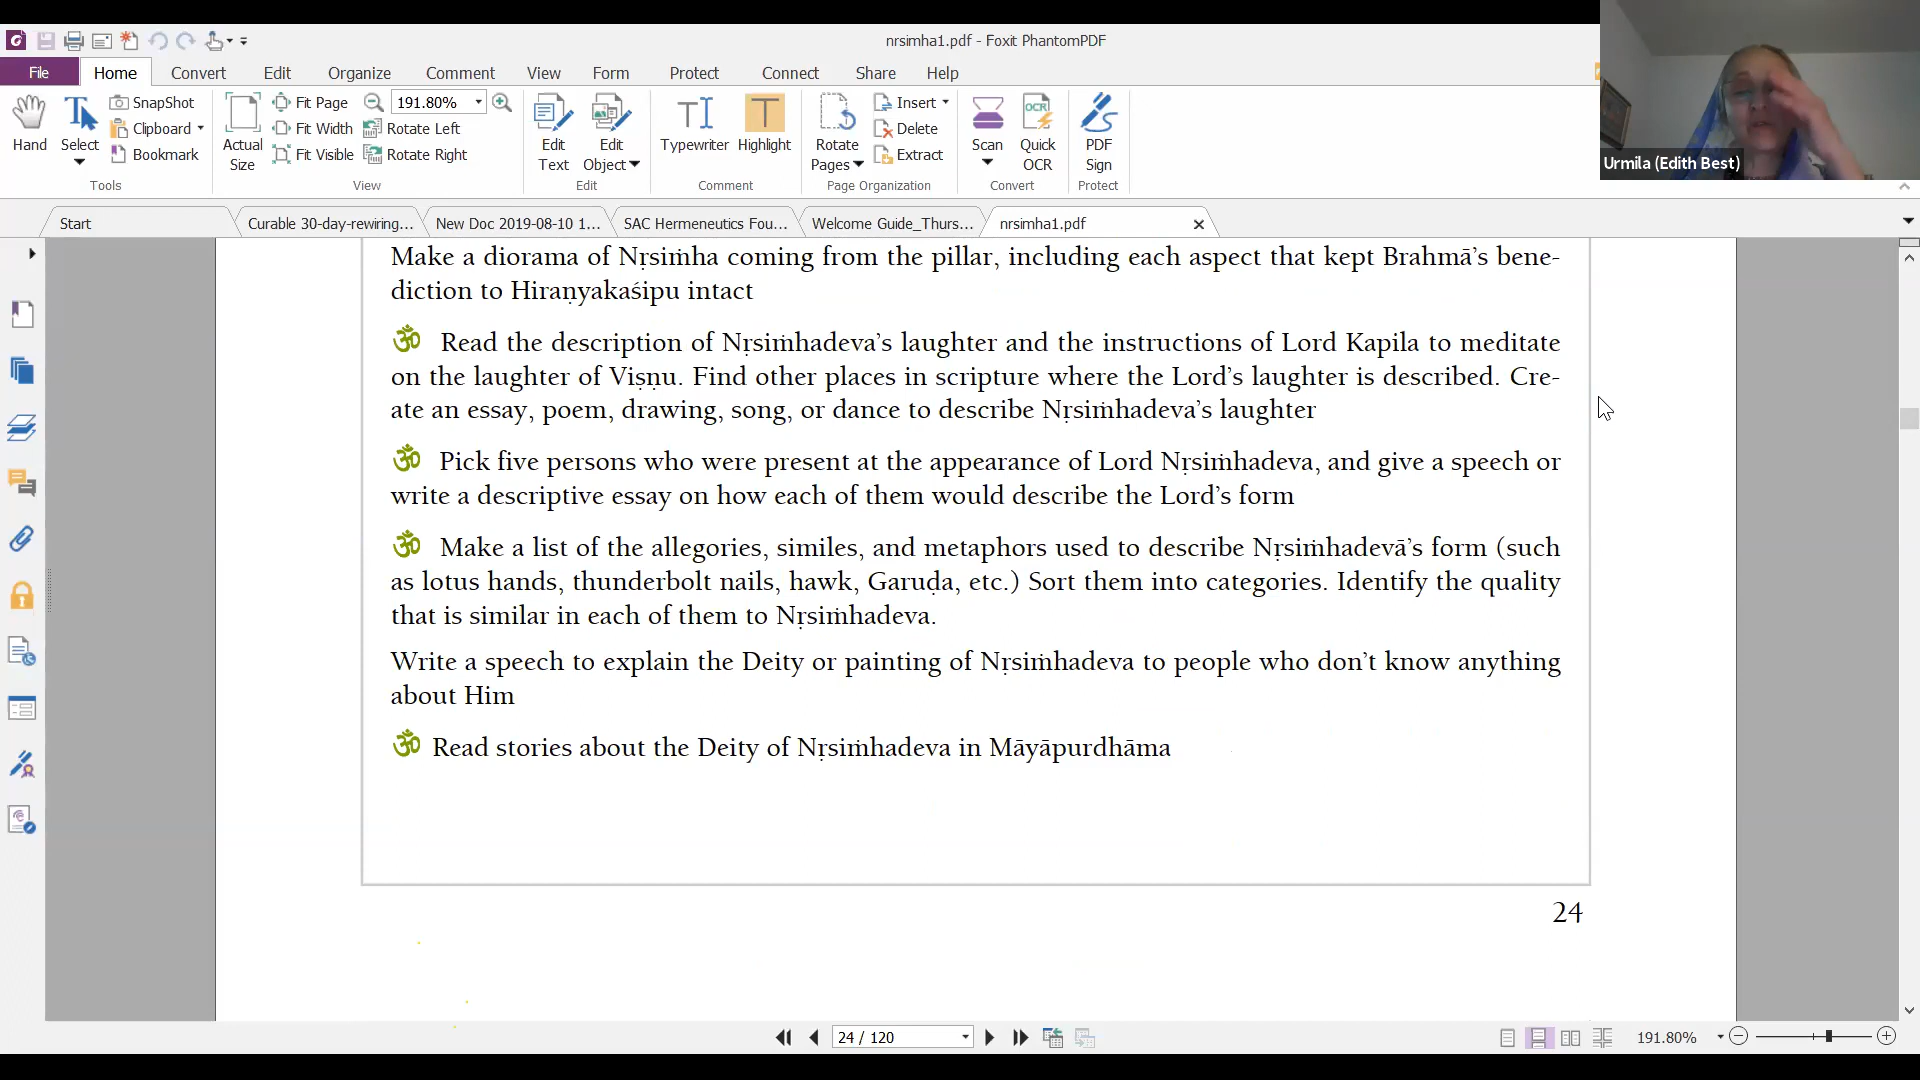 nrsimha1.pdf - Foxit PhantomPDF
File Home Convert Edit Organize Comment View Form Protect Connect Share Help
Hand
Select
SnapShot
Clipboard
Bookmark
Tools
Actual
Size
Fit Page
Fit Width
Fit Visible
191.80%
Rotate Left
Rotate Right
View
Edit
Text
Edit
Object
Edit
Typewriter
Highlight
Comment
Rotate
Pages
Insert
Delete
Extract
Page Organization
Scan
OCR
Quick
OCR
Convert
PDF
Sign
Protect
Urmila (Edith Best)
Start
Curable 30-day-rewiring...
New Doc 2019-08-10 1...
SAC Hermeneutics Fou...
Welcome Guide_Thurs...
nrsimha1.pdf
Make a diorama of Nṛsiṁha coming from the pillar, including each aspect that kept Brahmā’s bene-
diction to Hiraṇyakaśipu intact
ॐ Read the description of Nṛsiṁhadeva’s laughter and the instructions of Lord Kapila to meditate
on the laughter of Viṣṇu. Find other places in scripture where the Lord’s laughter is described. Cre-
ate an essay, poem, drawing, song, or dance to describe Nṛsiṁhadeva’s laughter
ॐ Pick five persons who were present at the appearance of Lord Nṛsiṁhadeva, and give a speech or
write a descriptive essay on how each of them would describe the Lord’s form
ॐ Make a list of the allegories, similes, and metaphors used to describe Nṛsiṁhadevā’s form (such
as lotus hands, thunderbolt nails, hawk, Garuḍa, etc.) Sort them into categories. Identify the quality
that is similar in each of them to Nṛsiṁhadeva.
Write a speech to explain the Deity or painting of Nṛsiṁhadeva to people who don’t know anything
about Him
ॐ Read stories about the Deity of Nṛsiṁhadeva in Māyāpurdhāma
24
24 / 120
191.80%